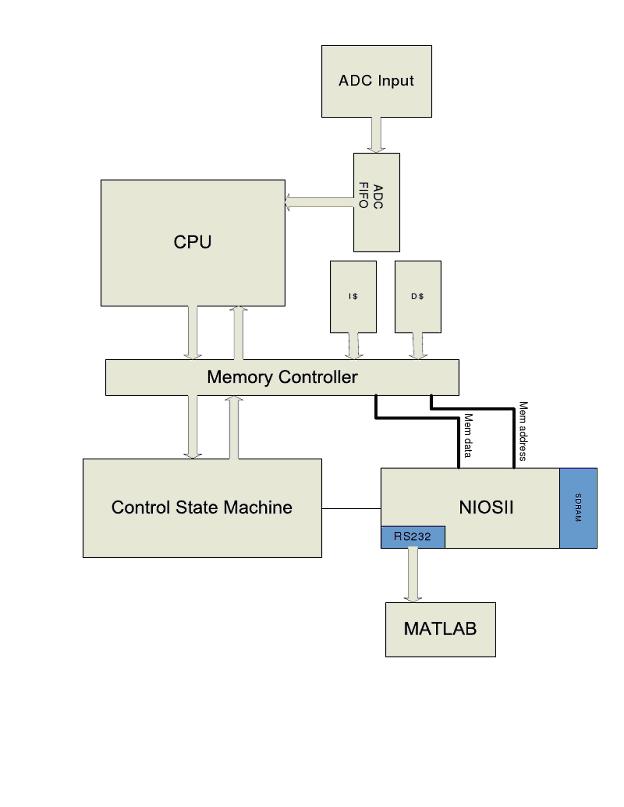 ADC Input
ADC
FIFO
CPU
I $
D $
Memory Controller
Mem data
Mem address
Control State Machine
NIOSII
SDRAM
RS232
MATLAB